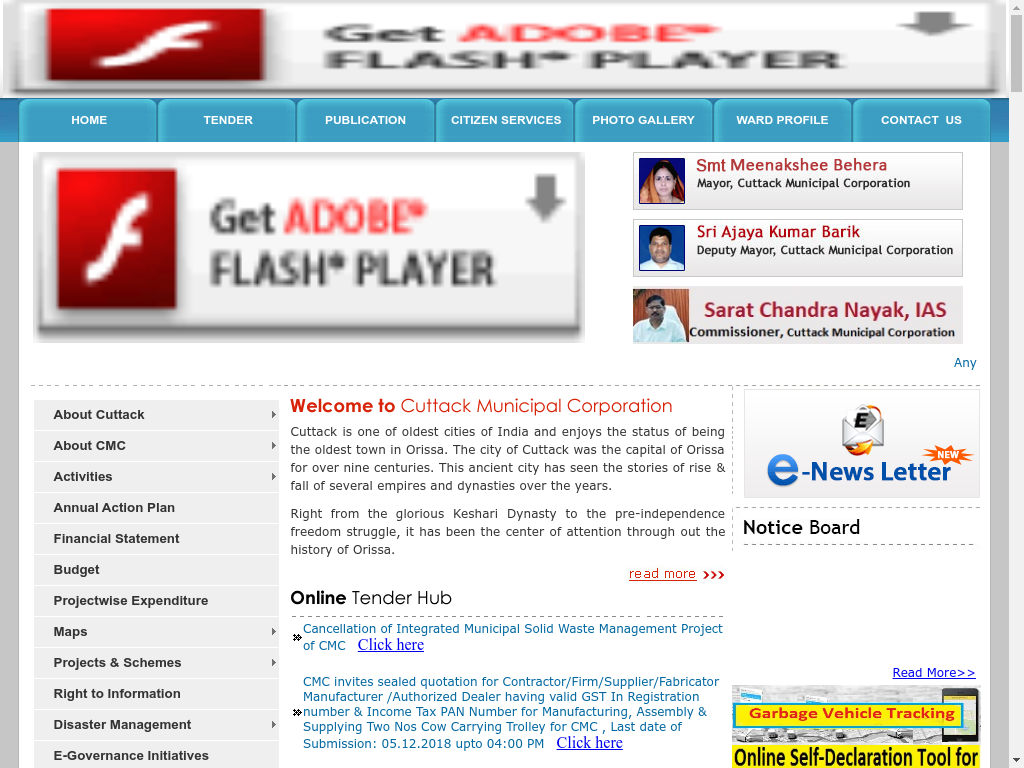 Get ADOBE®
FLASH® PLAYER
HOME
TENDER
PUBLICATION
CITIZEN SERVICES
PHOTO GALLERY
WARD PROFILE
CONTACT US
Get ADOBE®
FLASH® PLAYER
Smt Meenakshee Behera
Mayor, Cuttack Municipal Corporation
Sri Ajaya Kumar Barik
Deputy Mayor, Cuttack Municipal Corporation
Sarat Chandra Nayak, IAS
Commissioner, Cuttack Municipal Corporation
Any
About Cuttack
About CMC
Activities
Annual Action Plan
Financial Statement
Budget
Projectwise Expenditure
Maps
Projects & Schemes
Right to Information
Disaster Management
E-Governance Initiatives
Welcome to Cuttack Municipal Corporation
Cuttack is one of oldest cities of India and enjoys the status of being
the oldest town in Orissa. The city of Cuttack was the capital of Orissa
for over nine centuries. This ancient city has seen the stories of rise &
fall of several empires and dynasties over the years.
Right from the glorious Keshari Dynasty to the pre-independence
freedom struggle, it has been the center of attention through out the
history of Orissa.
read more >>>
Online Tender Hub
Cancellation of Integrated Municipal Solid Waste Management Project
of CMC Click here
CMC invites sealed quotation for Contractor/Firm/Supplier/Fabricator
Manufacturer /Authorized Dealer having valid GST In Registration
number & Income Tax PAN Number for Manufacturing, Assembly &
Supplying Two Nos Cow Carrying Trolley for CMC , Last date of
Submission: 05.12.2018 upto 04:00 PM Click here
E
e-News Letter
NEW
Notice Board
Read More>>
Garbage Vehicle Tracking
Online Self-Declaration Tool for